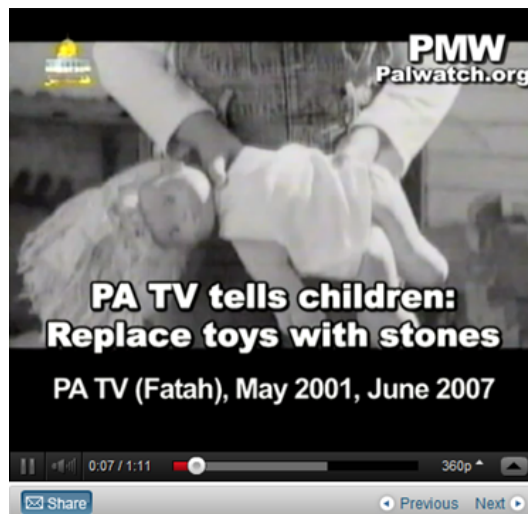 PMW
Palwatch.org
PA TV tells children:
Replace toys with stones
PA TV (Fatah), May 2001, June 2007
0:07 / 1:11
360p
Share
Previous Next